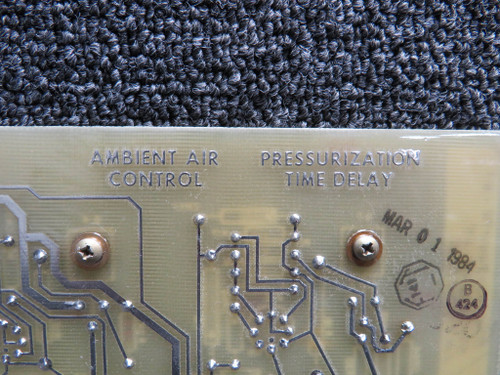 AMBIENT AIR
CONTROL
PRESSURIZATION
TIME DELAY
MAR 01 1984
B
424